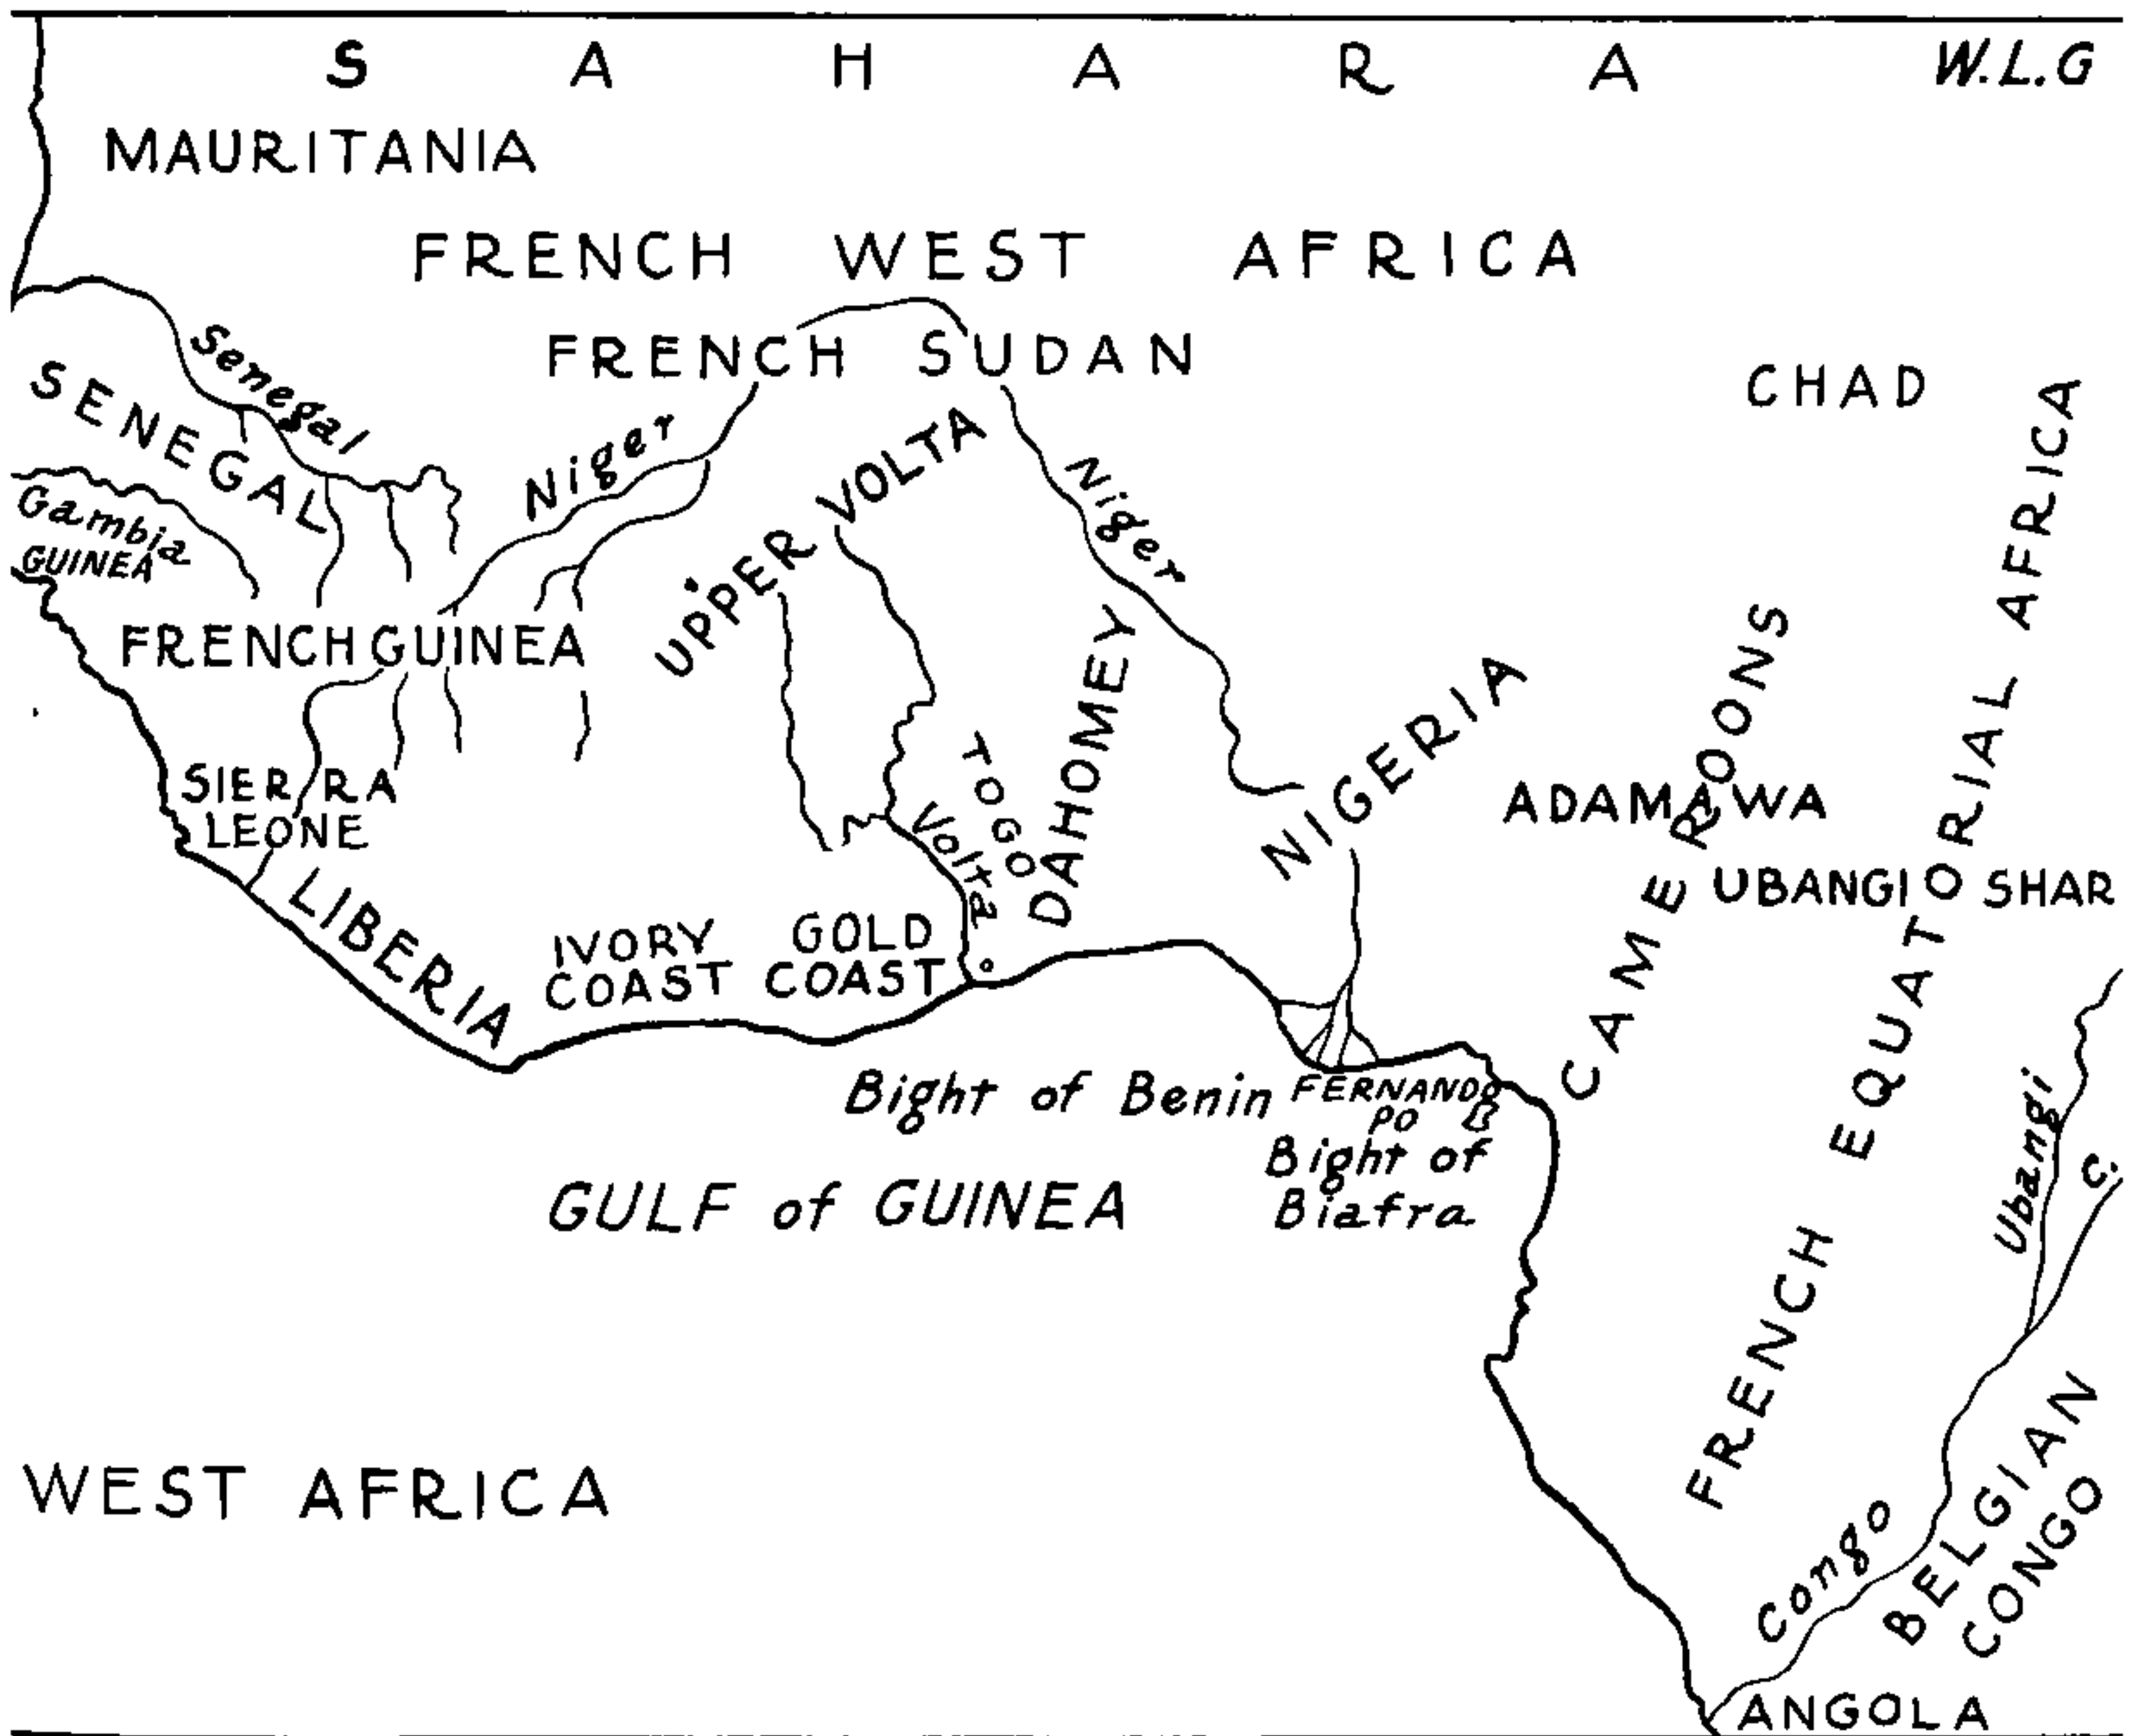 SAHARA W.L.G
MAURITANIA
FRENCH WEST AFRICA
FRENCH SUDAN
CHAD
Senegal
SENEGAL
Niger
UPPER VOLTA
Niger
Gambia
GUINEA
FRENCH GUINEA
SIERRA
LEONE
LIBERIA
IVORY
COAST
GOLD
COAST
Volta
TOGO
DAHOMEY
NIGERIA
CAMEROONS
ADAMAWA
UBANGI SHAR
FRENCH EQUATORIAL AFRICA
Bight of Benin
FERNANDO
PO
Bight of
Biafra
GULF of GUINEA
Ubangi
C.
WEST AFRICA
Congo
BELGIAN
CONGO
ANGOLA